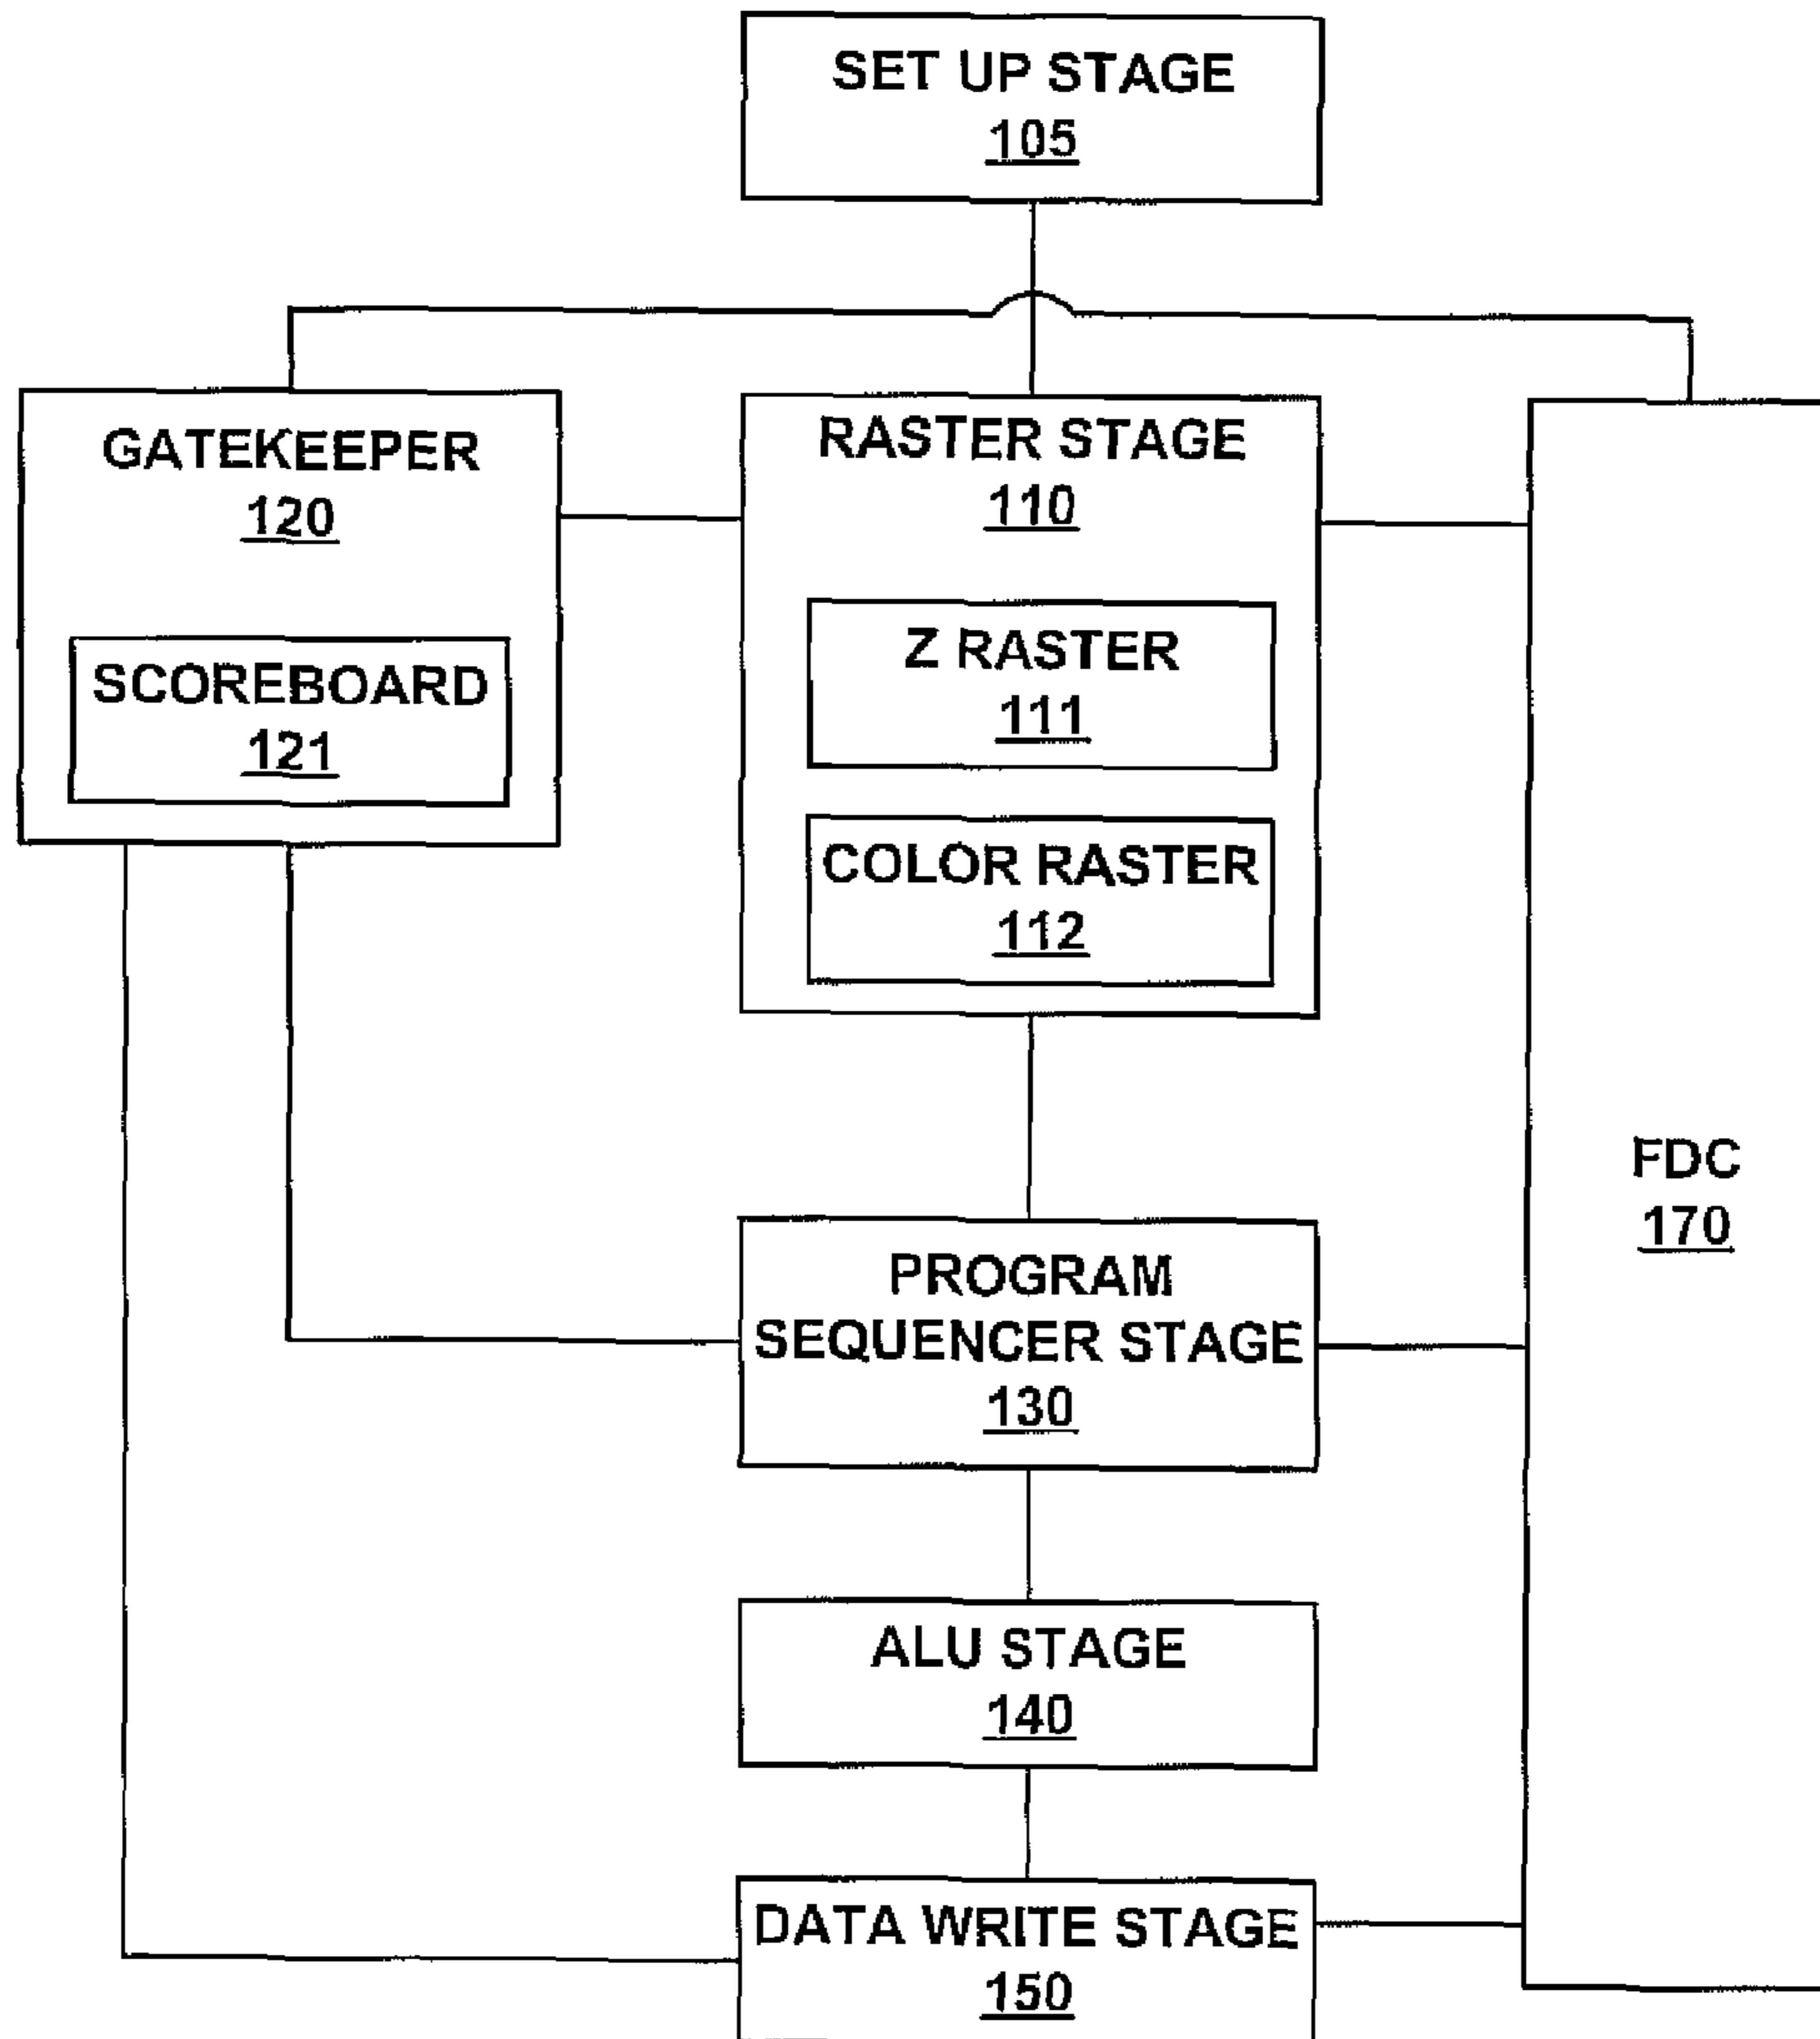 SET UP STAGE
105
GATEKEEPER
120
SCOREBOARD
121
RASTER STAGE
110
Z RASTER
111
COLOR RASTER
112
FDC
170
PROGRAM
SEQUENCER STAGE
130
ALU STAGE
140
DATA WRITE STAGE
150